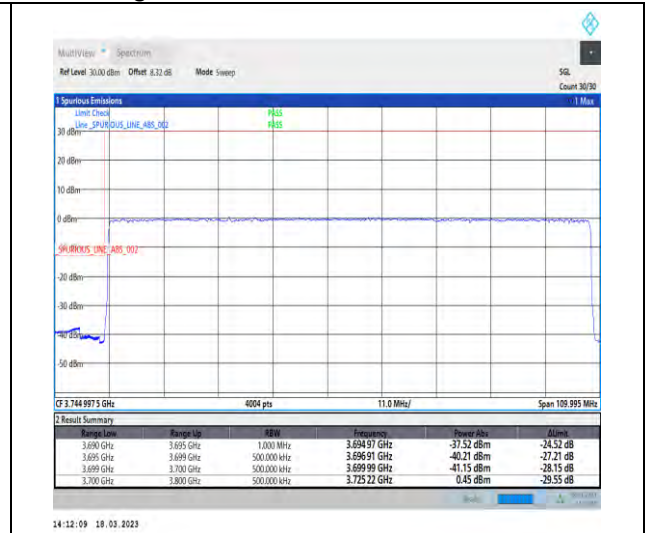 MultiView Spectrum
Ref Level 30.00 dBm Offset 8.32 dB Mode Sweep SGL
Count 30/30
1 Spurious Emissions 1 Max
Limit Check PASS
Line _SPURIOUS_LINE_ABS_002 PASS
30 dBm
20 dBm
10 dBm
0 dBm
_SPURIOUS_LINE_ABS_002
-20 dBm
-30 dBm
-40 dBm
-50 dBm
CF 3.744 997 5 GHz 4004 pts 11.0 MHz/ Span 109.995 MHz
2 Result Summary
Range Low Range Up RBW Frequency Power Abs ΔLimit
3.690 GHz 3.695 GHz 1.000 MHz 3.694 97 GHz -37.52 dBm -24.52 dB
3.695 GHz 3.699 GHz 500.000 kHz 3.696 91 GHz -40.21 dBm -27.21 dB
3.699 GHz 3.700 GHz 500.000 kHz 3.699 99 GHz -41.15 dBm -28.15 dB
3.700 GHz 3.800 GHz 500.000 kHz 3.725 22 GHz 0.45 dBm -29.55 dB
14:12:09 18.03.2023